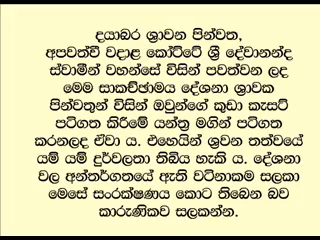 දයාබර ශ්‍රාවන පින්වත,
අපවත්වී වදාළ කෝට්ටේ ශ්‍රී දේවානන්ද
ස්වාමීන් වහන්සේ විසින් පවත්වන ලද
මෙම සාකච්ඡාමය දේශනා ශ්‍රාවක
පින්වතුන් විසින් ඔවුන්ගේ කුඩා කැසට්
පටිගත කිරීමේ යන්ත්‍ර මගින් පටිගත
කරනලද ඒවා ය. එහෙයින් ශ්‍රවන තත්වයේ
යම් යම් දුර්වලතා තිබිය හැකි ය. දේශනා
වල අන්තර්ගතයේ ඇති වටිනාකම සලකා
මෙසේ සංරක්ෂණය කොට තිබෙන බව
කාරුණිකව සලකන්න.